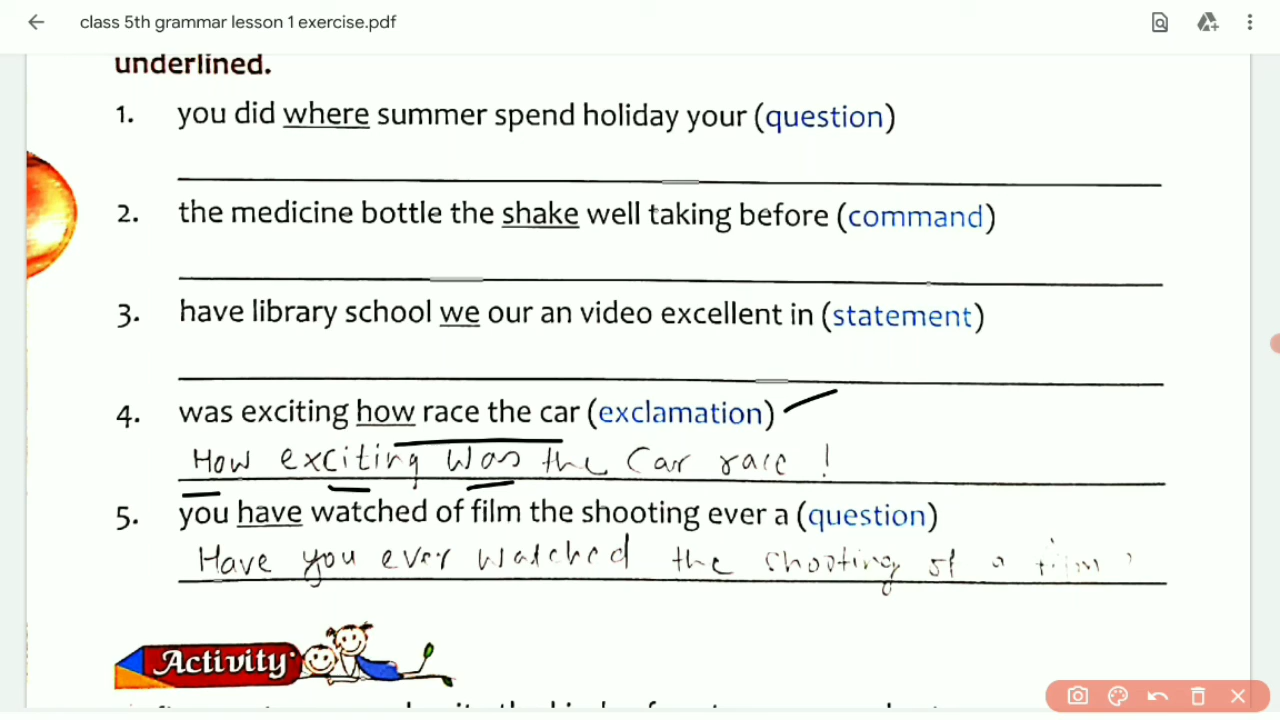 class 5th grammar lesson 1 exercise.pdf
underlined.
1. you did where summer spend holiday your (question)
2. the medicine bottle the shake well taking before (command)
3. have library school we our an video excellent in (statement)
4. was exciting how race the car (exclamation)
How exciting was the Car race !
5. you have watched of film the shooting ever a (question)
Have you ever watched the shooting of a film
Activity